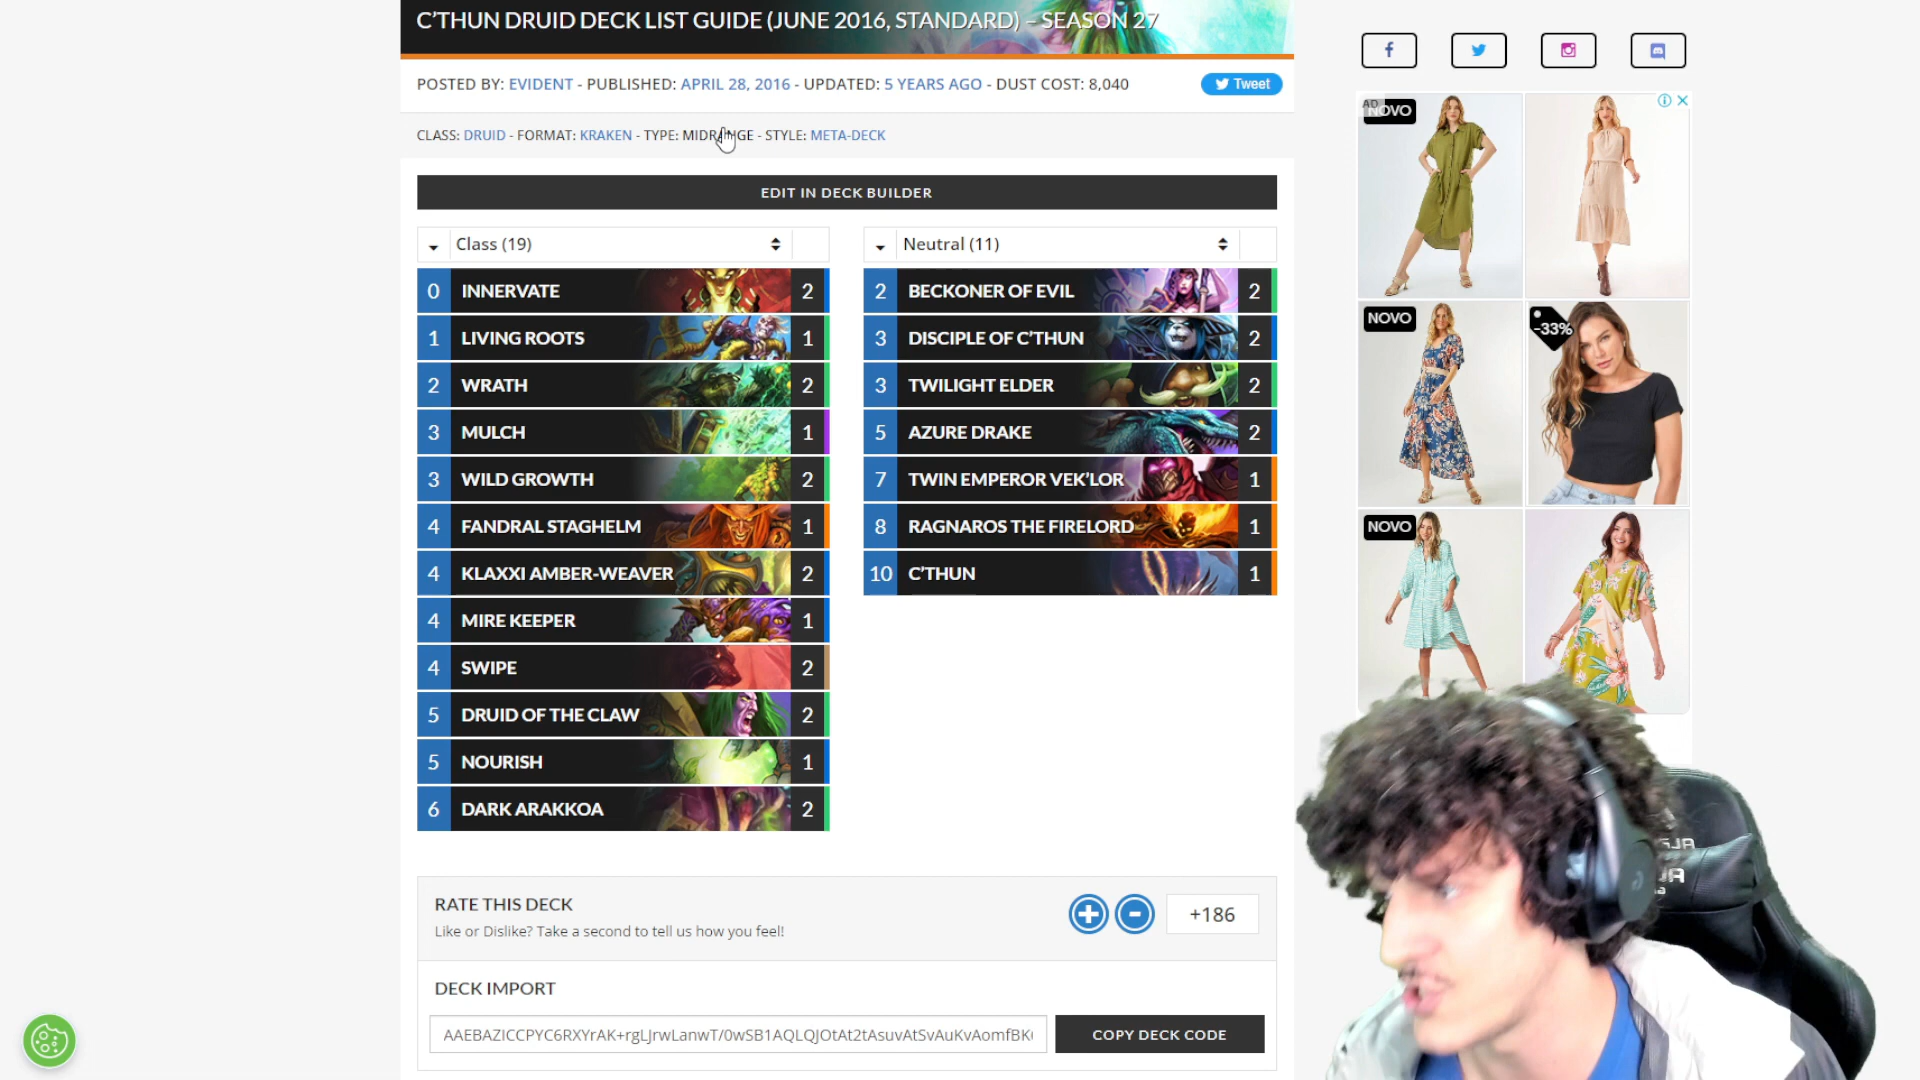 C'THUN DRUID DECK LIST GUIDE (JUNE 2016, STANDARD) – SEASON 27
POSTED BY: EVIDENT - PUBLISHED: APRIL 28, 2016 - UPDATED: 5 YEARS AGO - DUST COST: 8,040
Tweet
CLASS: DRUID - FORMAT: KRAKEN - TYPE: MIDRANGE - STYLE: META-DECK
EDIT IN DECK BUILDER
Class (19)
0 INNERVATE 2
1 LIVING ROOTS 1
2 WRATH 2
3 MULCH 1
3 WILD GROWTH 2
4 FANDRAL STAGHELM 1
4 KLAXXI AMBER-WEAVER 2
4 MIRE KEEPER 1
4 SWIPE 2
5 DRUID OF THE CLAW 2
5 NOURISH 1
6 DARK ARAKKOA 2
Neutral (11)
2 BECKONER OF EVIL 2
3 DISCIPLE OF C'THUN 2
3 TWILIGHT ELDER 2
5 AZURE DRAKE 2
7 TWIN EMPEROR VEK'LOR 1
8 RAGNAROS THE FIRELORD 1
10 C'THUN 1
RATE THIS DECK
Like or Dislike? Take a second to tell us how you feel!
+186
DECK IMPORT
AAEBAZICCPYC6RXYrAK+rgLJrwLanwT/0wSB1AQLQJOtAt2tAsuvAtSvAuKvAomfBK
COPY DECK CODE
AD
NOVO
NOVO
-33%
NOVO